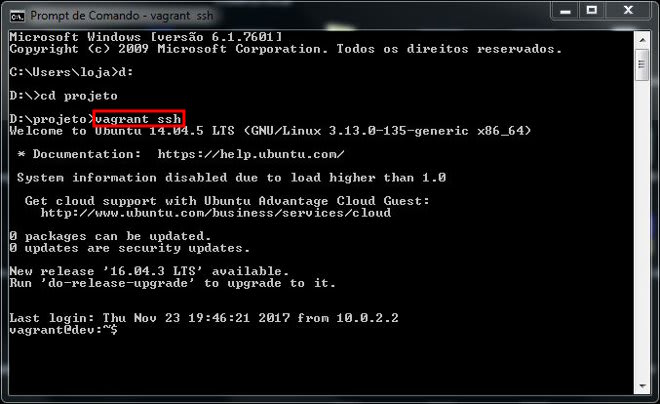 Prompt de Comando - vagrant ssh
Microsoft Windows [versão 6.1.7601]
Copyright (c) 2009 Microsoft Corporation. Todos os direitos reservados.
C:\Users\loja>d:
D:\>cd projeto
D:\projeto>vagrant ssh
Welcome to Ubuntu 14.04.5 LTS (GNU/Linux 3.13.0-135-generic x86_64)
* Documentation:  https://help.ubuntu.com/
System information disabled due to load higher than 1.0
Get cloud support with Ubuntu Advantage Cloud Guest:
http://www.ubuntu.com/business/services/cloud
0 packages can be updated.
0 updates are security updates.
New release '16.04.3 LTS' available.
Run 'do-release-upgrade' to upgrade to it.
Last login: Thu Nov 23 19:46:21 2017 from 10.0.2.2
vagrant@dev:~$